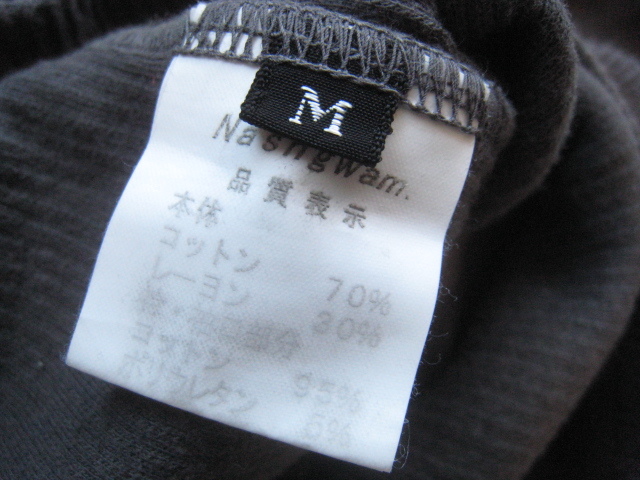 M
Nashgwam.
品質表示
本体
コットン 70%
レーヨン 30%
コットン 95%
ポリウレタン 5%